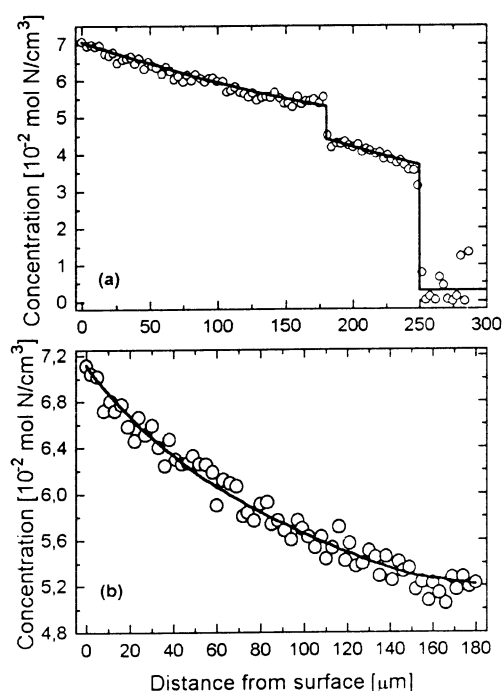 7
6
5
4
3
2
1
0
Concentration [10⁻² mol N/cm³]
(a)
0 50 100 150 200 250 300
7,2
6,8
6,4
6,0
5,6
5,2
4,8
Concentration [10⁻² mol N/cm³]
(b)
0 20 40 60 80 100 120 140 160 180
Distance from surface [µm]